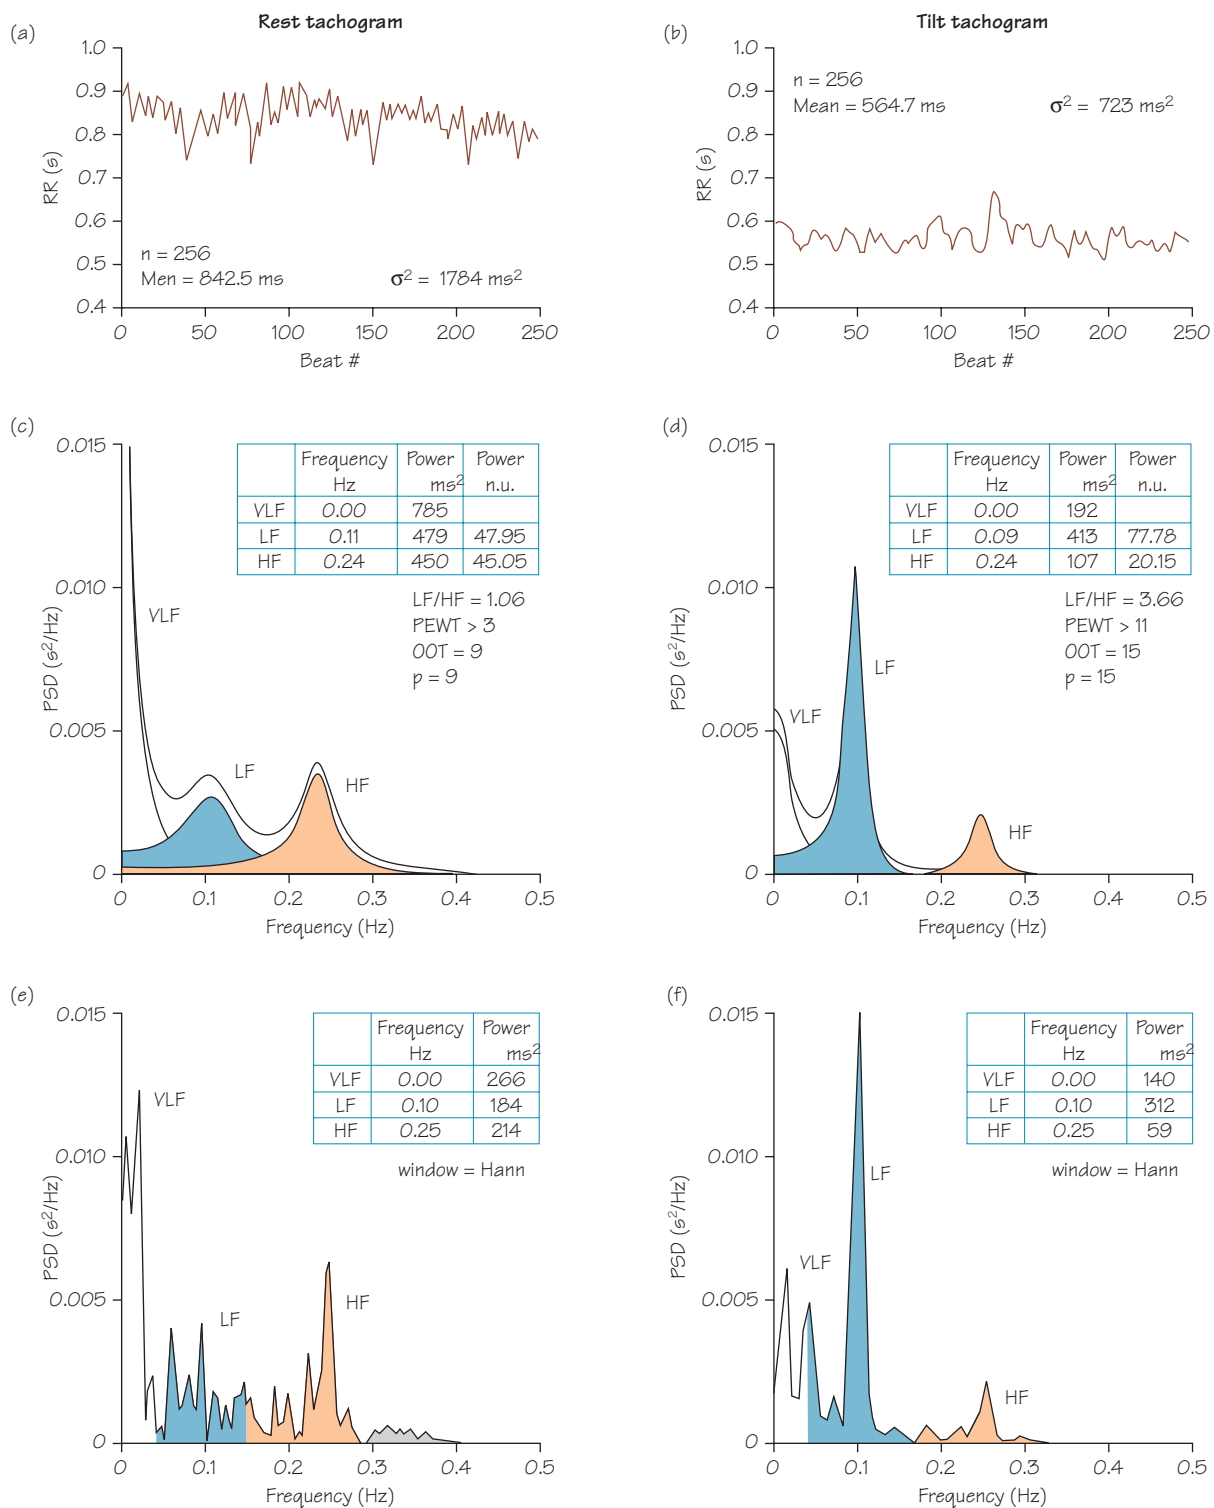 Rest tachogram
(a)
1.0
0.9
0.8
0.7
0.6
0.5
0.4
RR (s)
n = 256
Men = 842.5 ms
σ² = 1784 ms²
0 50 100 150 200 250
Beat #
Tilt tachogram
(b)
1.0
0.9
0.8
0.7
0.6
0.5
0.4
RR (s)
n = 256
Mean = 564.7 ms
σ² = 723 ms²
0 50 100 150 200 250
Beat #
(c)
0.015
0.010
0.005
0
PSD (s²/Hz)
Frequency Power Power
Hz ms² n.u.
VLF 0.00 785
LF 0.11 479 47.95
HF 0.24 450 45.05
LF/HF = 1.06
PEWT > 3
OOT = 9
p = 9
VLF
LF
HF
0 0.1 0.2 0.3 0.4 0.5
Frequency (Hz)
(d)
0.015
0.010
0.005
0
PSD (s²/Hz)
Frequency Power Power
Hz ms² n.u.
VLF 0.00 192
LF 0.09 413 77.78
HF 0.24 107 20.15
LF/HF = 3.66
PEWT > 11
OOT = 15
p = 15
LF
VLF
HF
0 0.1 0.2 0.3 0.4 0.5
Frequency (Hz)
(e)
0.015
0.010
0.005
0
PSD (s²/Hz)
Frequency Power
Hz ms²
VLF 0.00 266
LF 0.10 184
HF 0.25 214
window = Hann
VLF
LF
HF
0 0.1 0.2 0.3 0.4 0.5
Frequency (Hz)
(f)
0.015
0.010
0.005
0
PSD (s²/Hz)
Frequency Power
Hz ms²
VLF 0.00 140
LF 0.10 312
HF 0.25 59
window = Hann
LF
VLF
HF
0 0.1 0.2 0.3 0.4 0.5
Frequency (Hz)